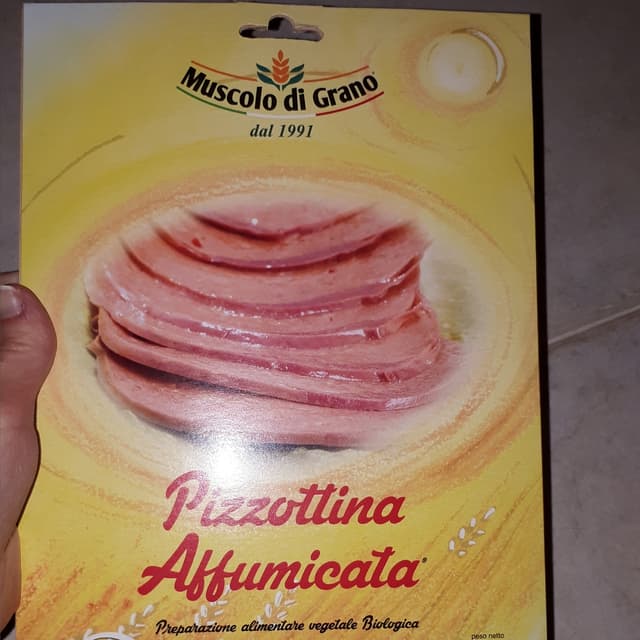 Muscolo di Grano
dal 1991
Pizzottina
Affumicata®
Preparazione alimentare vegetale Biologica
peso netto